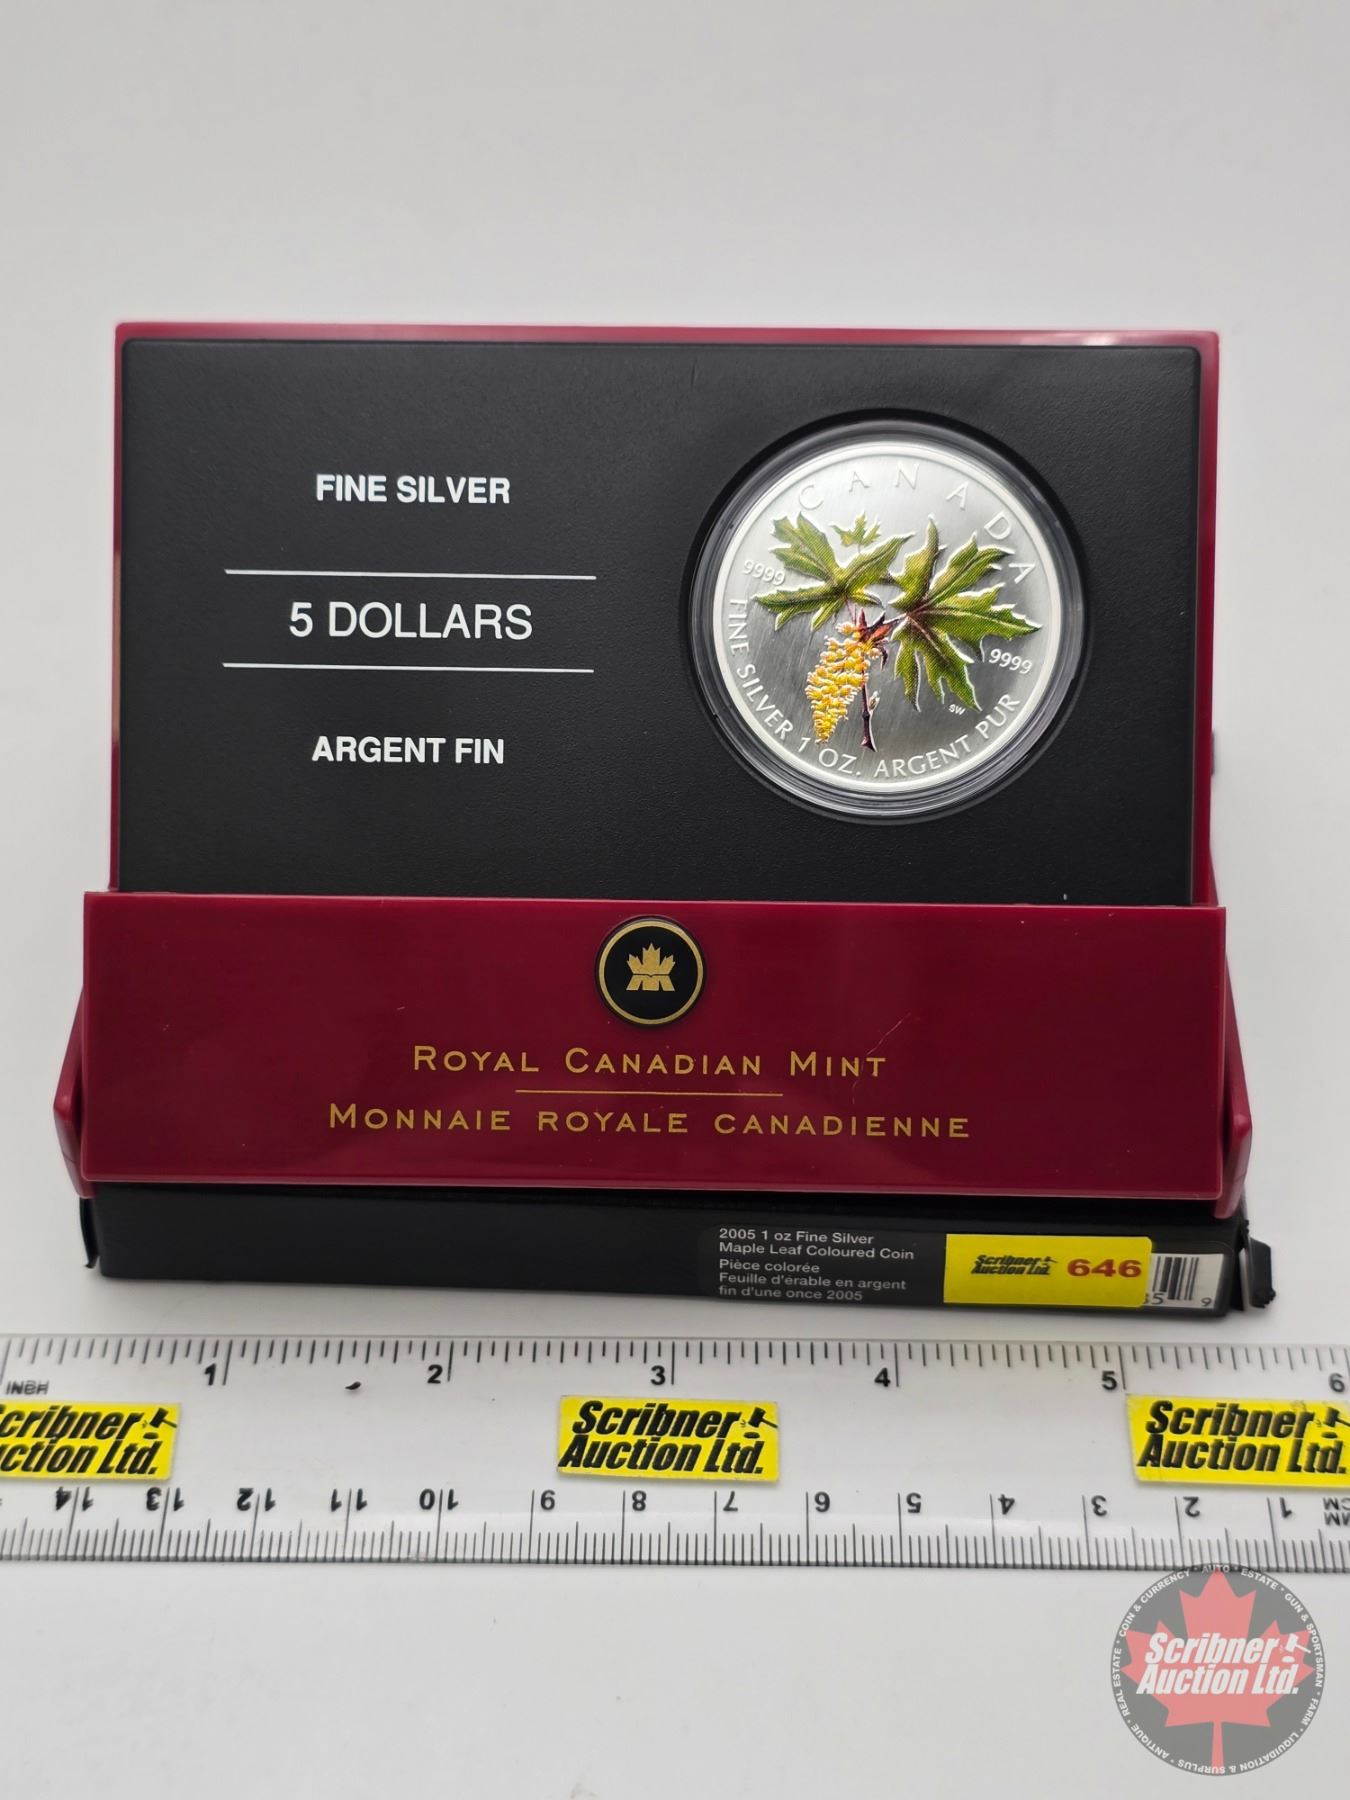 FINE SILVER
5 DOLLARS
ARGENT FIN
CANADA
9999
9999
FINE SILVER 1 OZ. ARGENT PUR
SW
ROYAL CANADIAN MINT
MONNAIE ROYALE CANADIENNE
2005 1 oz Fine Silver
Maple Leaf Coloured Coin
Pièce colorée
Feuille d'érable en argent
fin d'une once 2005
Scribner Auction Ltd. 646
9
1 2 3 4 5 6
INCH
Scribner
Auction Ltd.
Scribner
Auction Ltd.
Scribner
Auction Ltd.
14 13 12 11 10 9 8 7 6 5 4 3 2 1
MM
CM
COIN & CURRENCY · AUTO · ESTATE · GUN & SPORTSMAN · FARM · LIQUIDATION & SURPLUS · ANTIQUE · REAL ESTATE
Scribner
Auction Ltd.